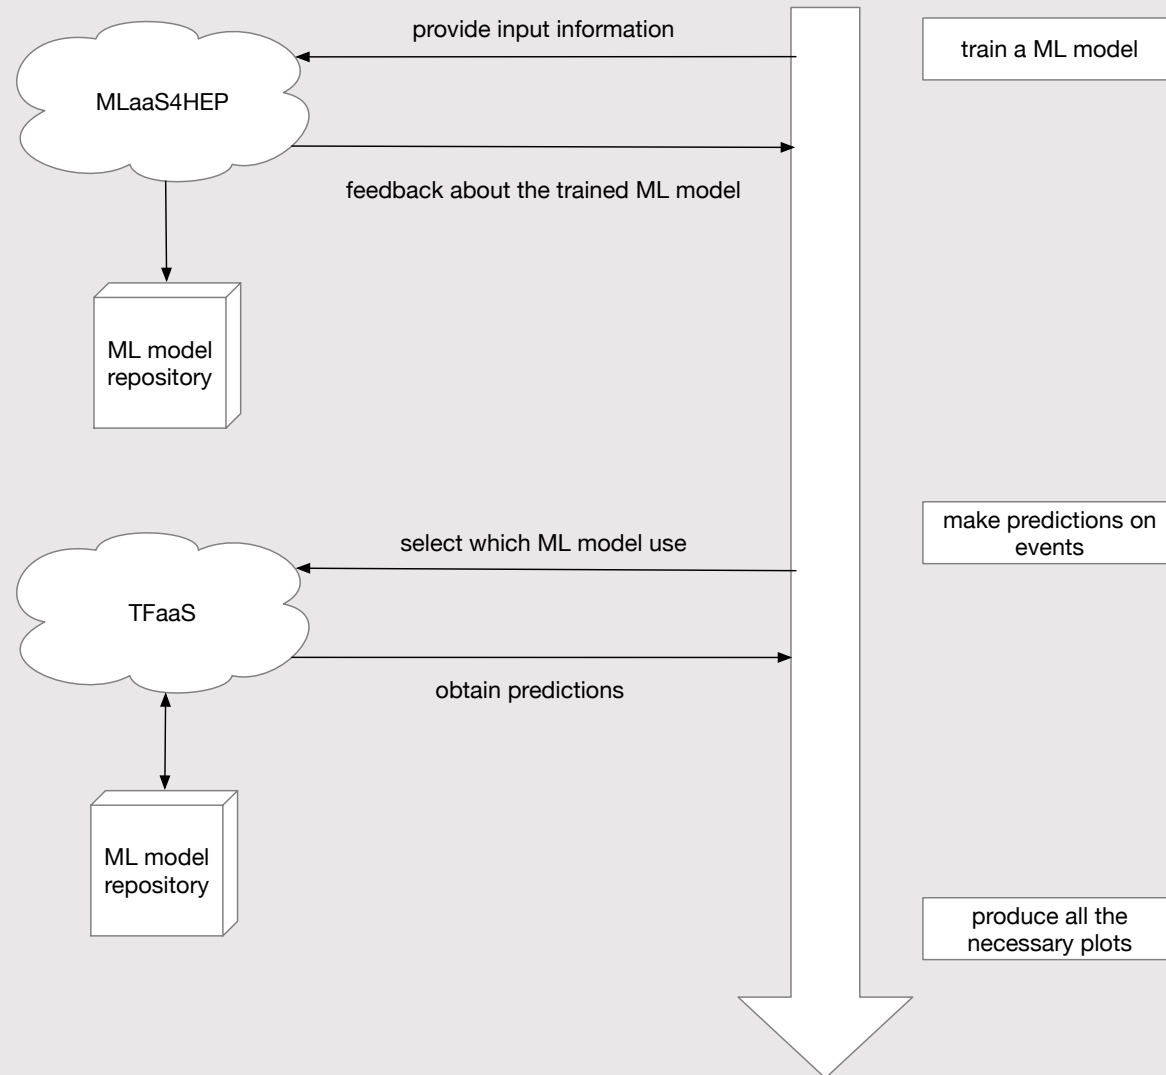 provide input information
train a ML model
MLaaS4HEP
feedback about the trained ML model
ML model
repository
make predictions on
events
select which ML model use
TFaaS
obtain predictions
ML model
repository
produce all the
necessary plots